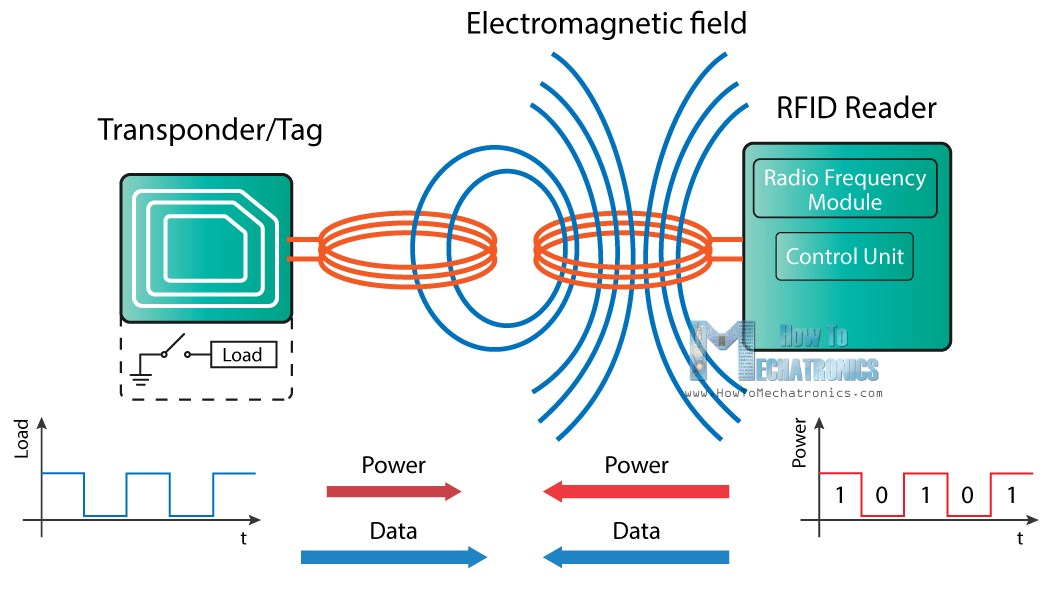 Electromagnetic field
Transponder/Tag
RFID Reader
Radio Frequency
Module
Control Unit
Load
How To
MECHATRONICS
www.HowToMechatronics.com
Load
t
Power
Data
Power
Data
Power
1 0 1 0 1
t